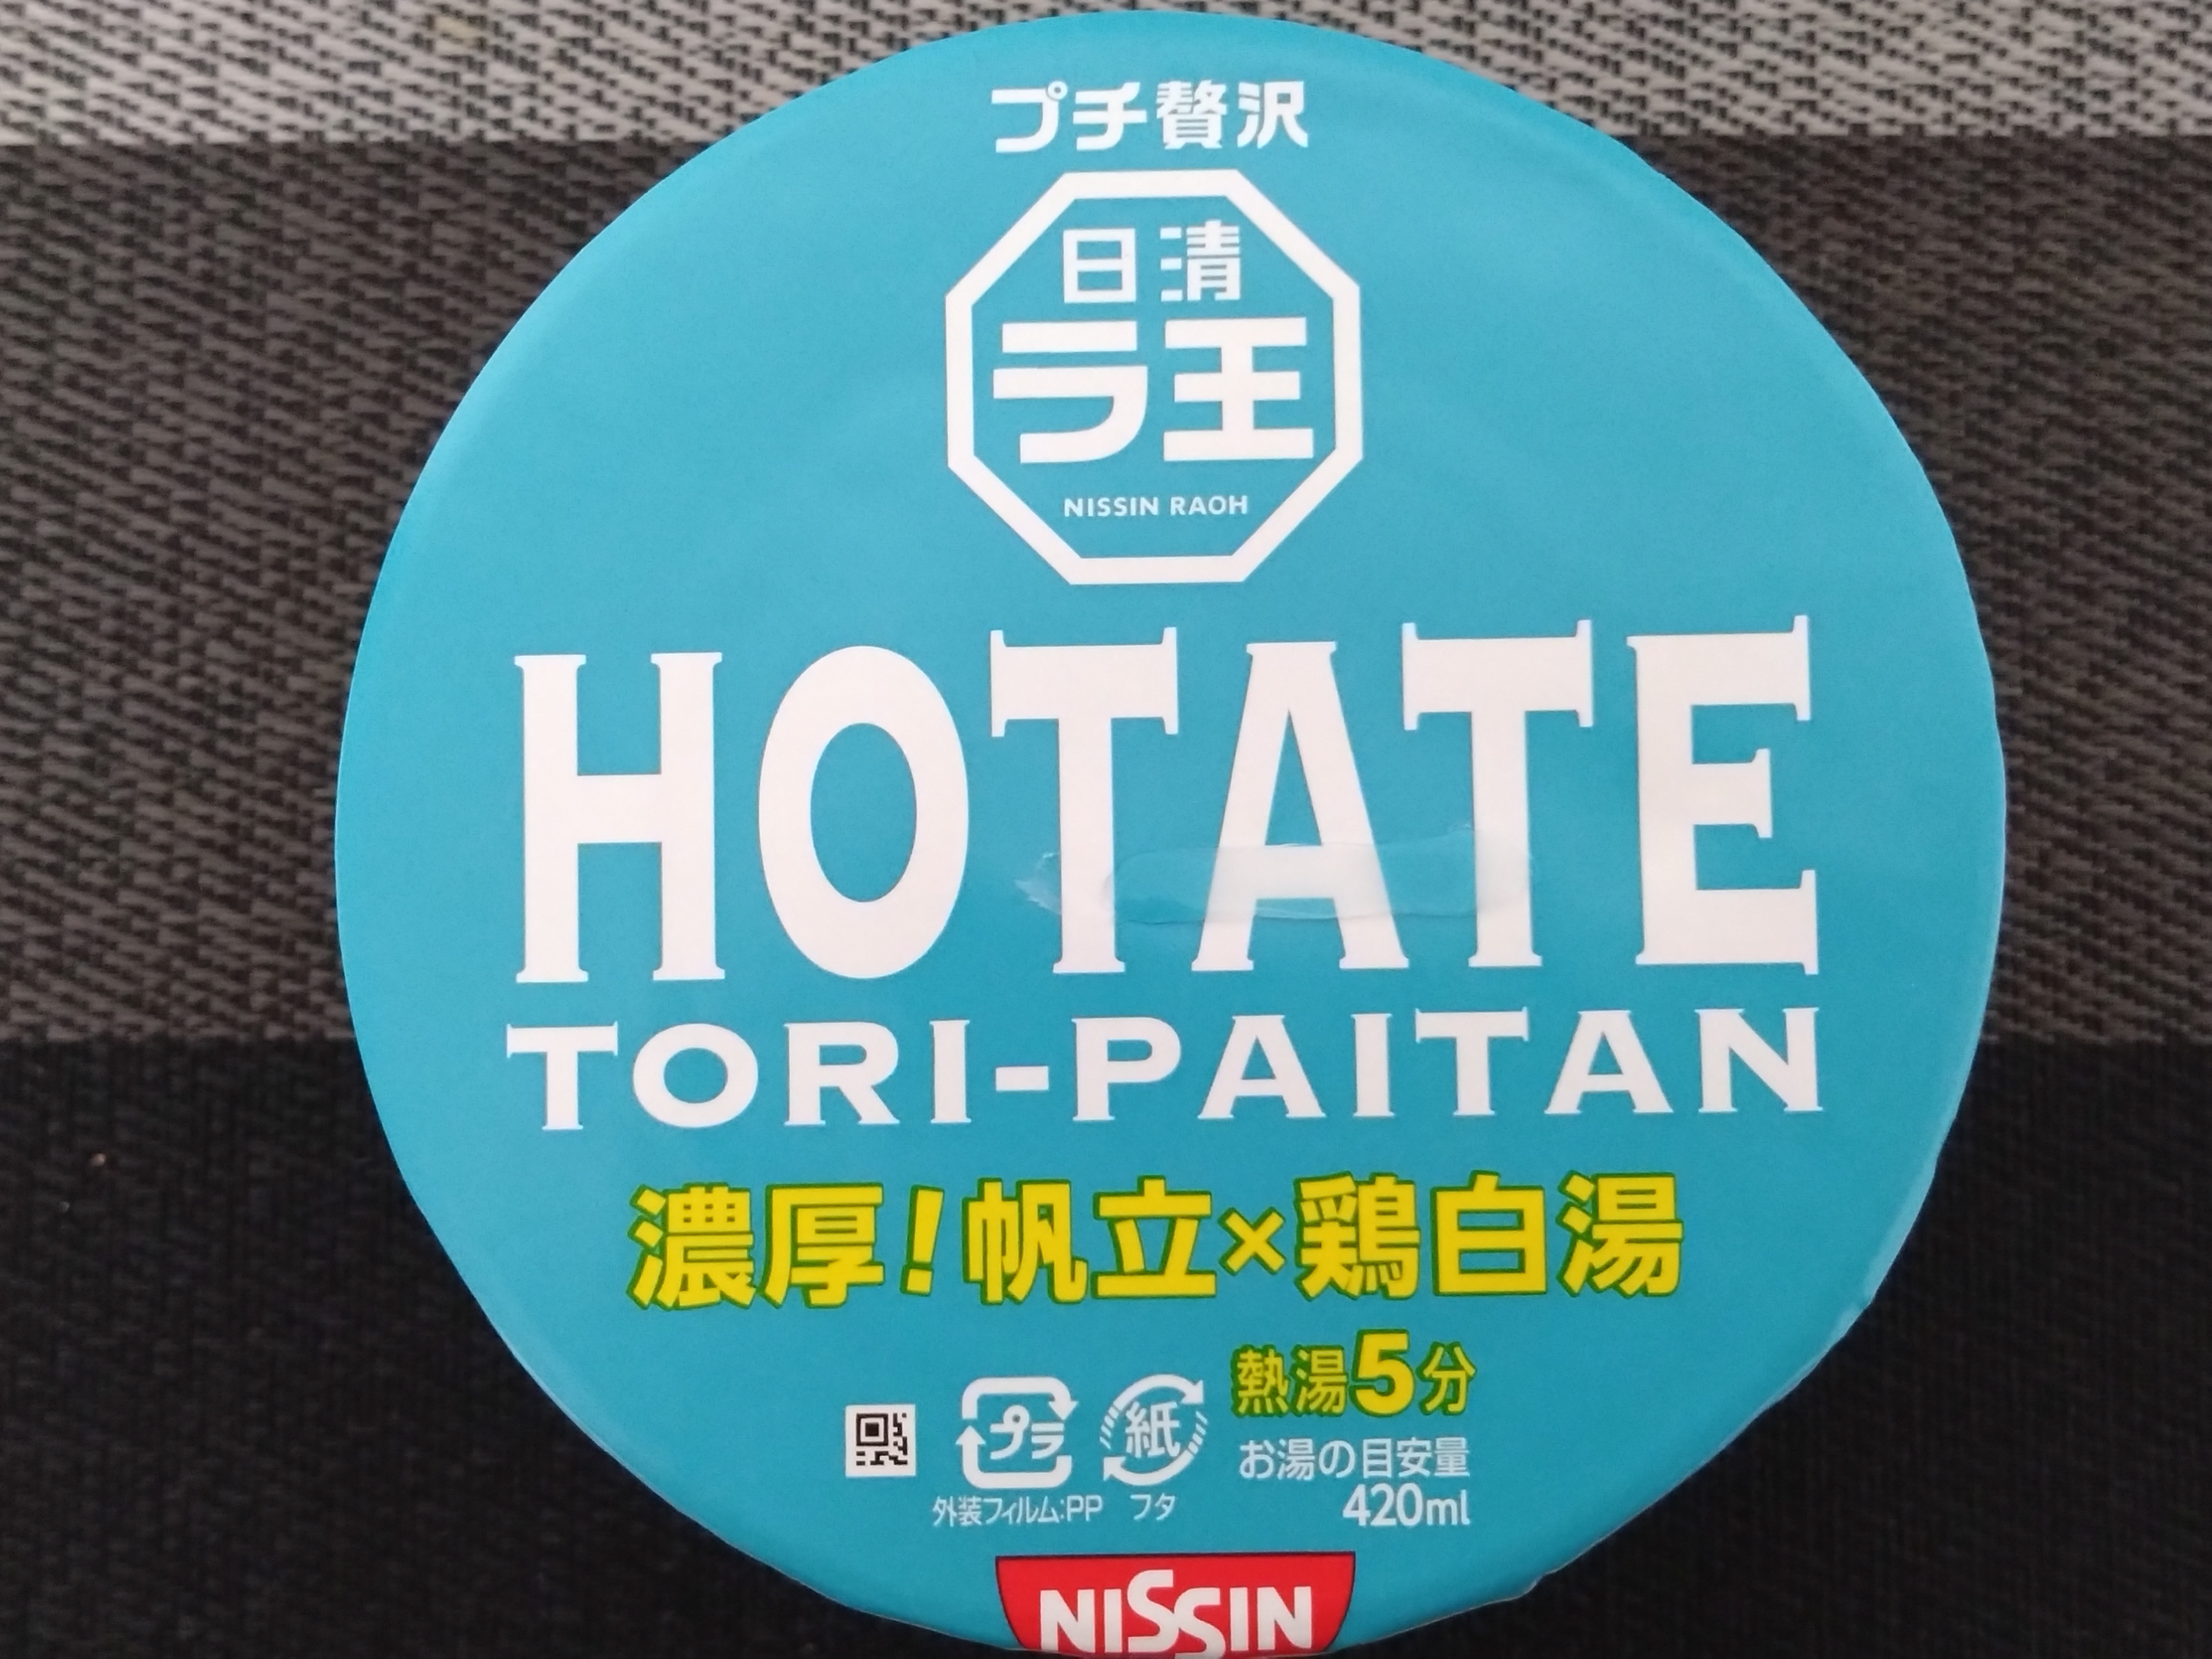 プチ贅沢
日清
ラ王
NISSIN RAOH
HOTATE
TORI-PAITAN
濃厚!帆立×鶏白湯
熱湯5分
プラ 紙
お湯の目安量
外装フィルム:PP フタ
420ml
NISSIN